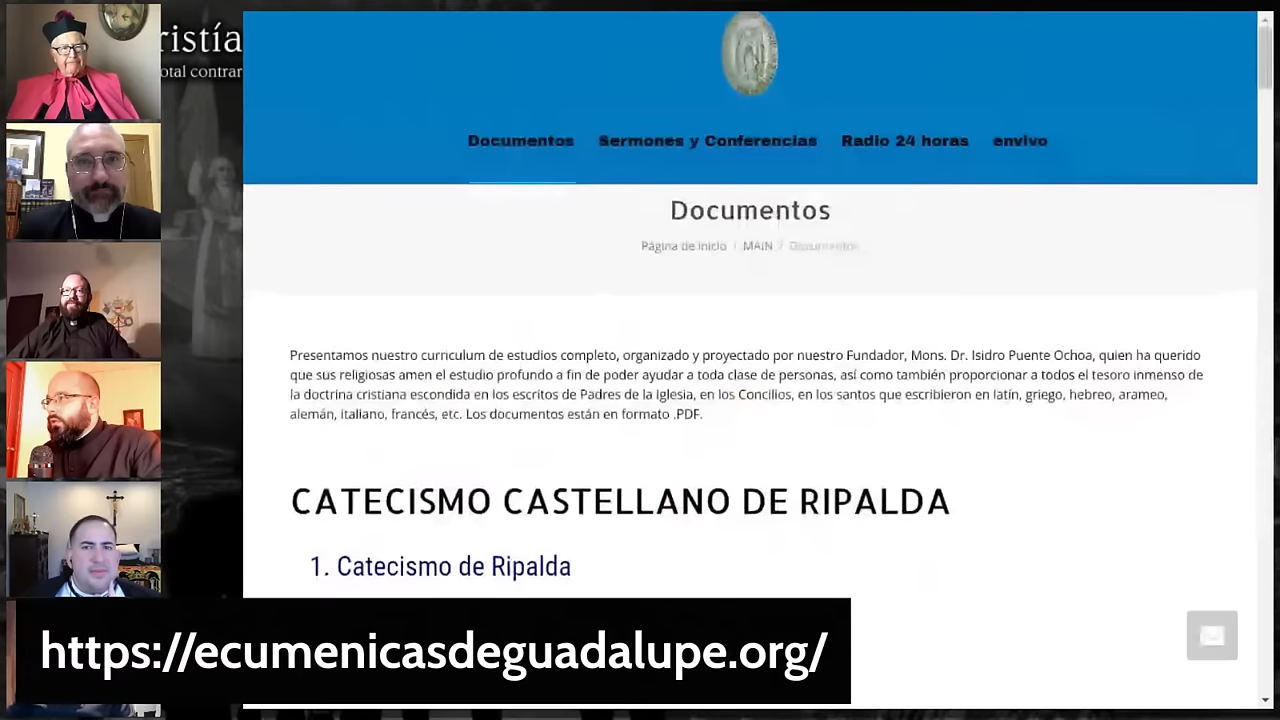 ristía
otal contrar
Documentos Sermones y Conferencias Radio 24 horas envivo
Documentos
Página de Inicio / MAIN / Documentos
Presentamos nuestro curriculum de estudios completo, organizado y proyectado por nuestro Fundador, Mons. Dr. Isidro Puente Ochoa, quien ha querido
que sus religiosas amen el estudio profundo a fin de poder ayudar a toda clase de personas, así como también proporcionar a todos el tesoro inmenso de
la doctrina cristiana escondida en los escritos de Padres de la Iglesia, en los Concilios, en los santos que escribieron en latín, griego, hebreo, arameo,
alemán, italiano, francés, etc. Los documentos están en formato .PDF.
CATECISMO CASTELLANO DE RIPALDA
1. Catecismo de Ripalda
https://ecumenicasdeguadalupe.org/